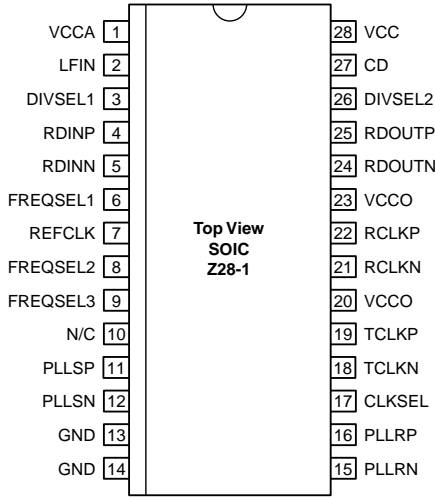 VCCA 1
LFIN 2
DIVSEL1 3
RDINP 4
RDINN 5
FREQSEL1 6
REFCLK 7
FREQSEL2 8
FREQSEL3 9
N/C 10
PLLSP 11
PLLSN 12
GND 13
GND 14
Top View
SOIC
Z28-1
28 VCC
27 CD
26 DIVSEL2
25 RDOUTP
24 RDOUTN
23 VCCO
22 RCLKP
21 RCLKN
20 VCCO
19 TCLKP
18 TCLKN
17 CLKSEL
16 PLLRP
15 PLLRN